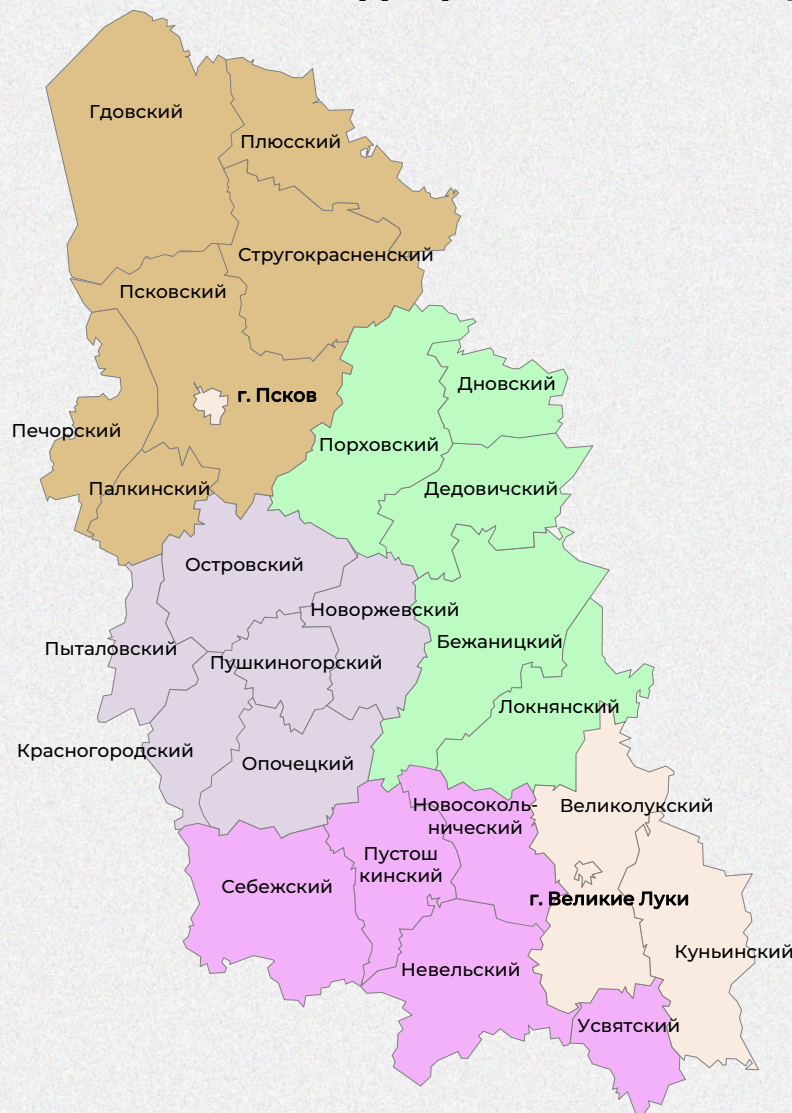 Гдовский
Плюсский
Стругокрасненский
Псковский
г. Псков
Дновский
Печорский
Порховский
Палкинский
Дедовичский
Островский
Новоржевский
Бежаницкий
Пыталовский
Пушкиногорский
Локнянский
Красногородский
Опочецкий
Новосоколь-
нический
Великолукский
Пустош
кинский
Себежский
г. Великие Луки
Куньинский
Невельский
Усвятский